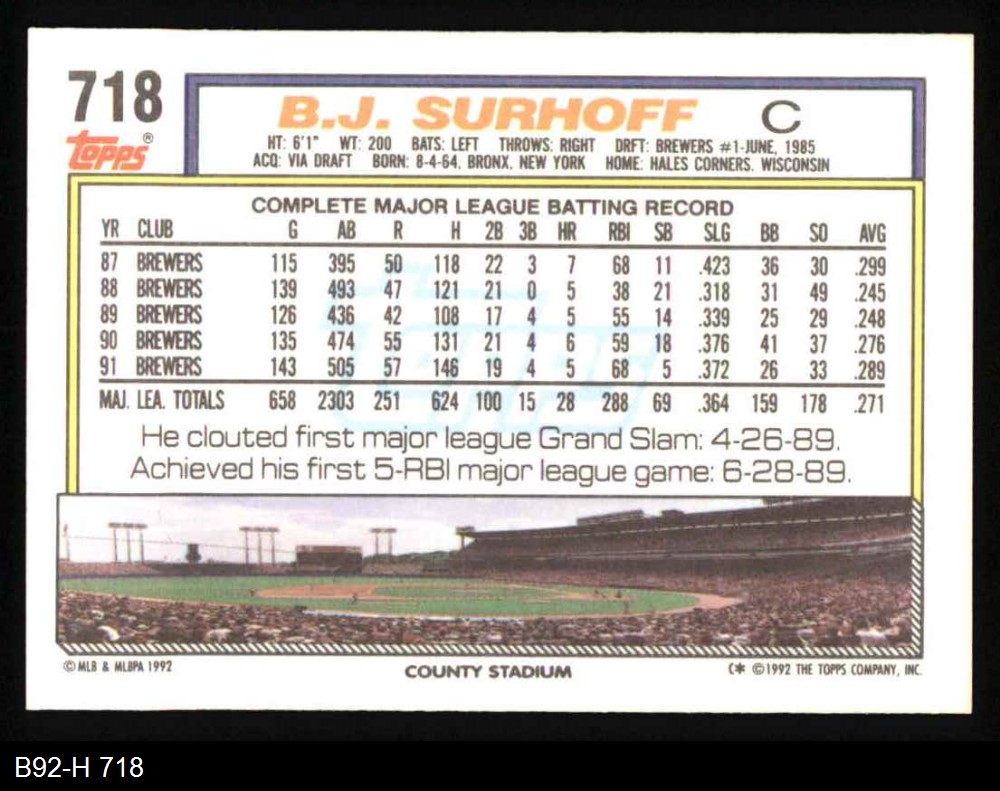 718
Topps®
B.J. SURHOFF C
HT: 6'1" WT: 200 BATS: LEFT THROWS: RIGHT DRFT: BREWERS #1-JUNE, 1985
ACQ: VIA DRAFT BORN: 8-4-64, BRONX, NEW YORK HOME: HALES CORNERS, WISCONSIN
COMPLETE MAJOR LEAGUE BATTING RECORD
YR CLUB G AB R H 2B 3B HR RBI SB SLG BB SO AVG
87 BREWERS 115 395 50 118 22 3 7 68 11 .423 36 30 .299
88 BREWERS 139 493 47 121 21 0 5 38 21 .318 31 49 .245
89 BREWERS 126 436 42 108 17 4 5 55 14 .339 25 29 .248
90 BREWERS 135 474 55 131 21 4 6 59 18 .376 41 37 .276
91 BREWERS 143 505 57 146 19 4 5 68 5 .372 26 33 .289
MAJ. LEA. TOTALS 658 2303 251 624 100 15 28 288 69 .364 159 178 .271
He clouted first major league Grand Slam: 4-26-89.
Achieved his first 5-RBI major league game: 6-28-89.
© MLB & MLBPA 1992
COUNTY STADIUM
C* © 1992 THE TOPPS COMPANY, INC.
B92-H 718